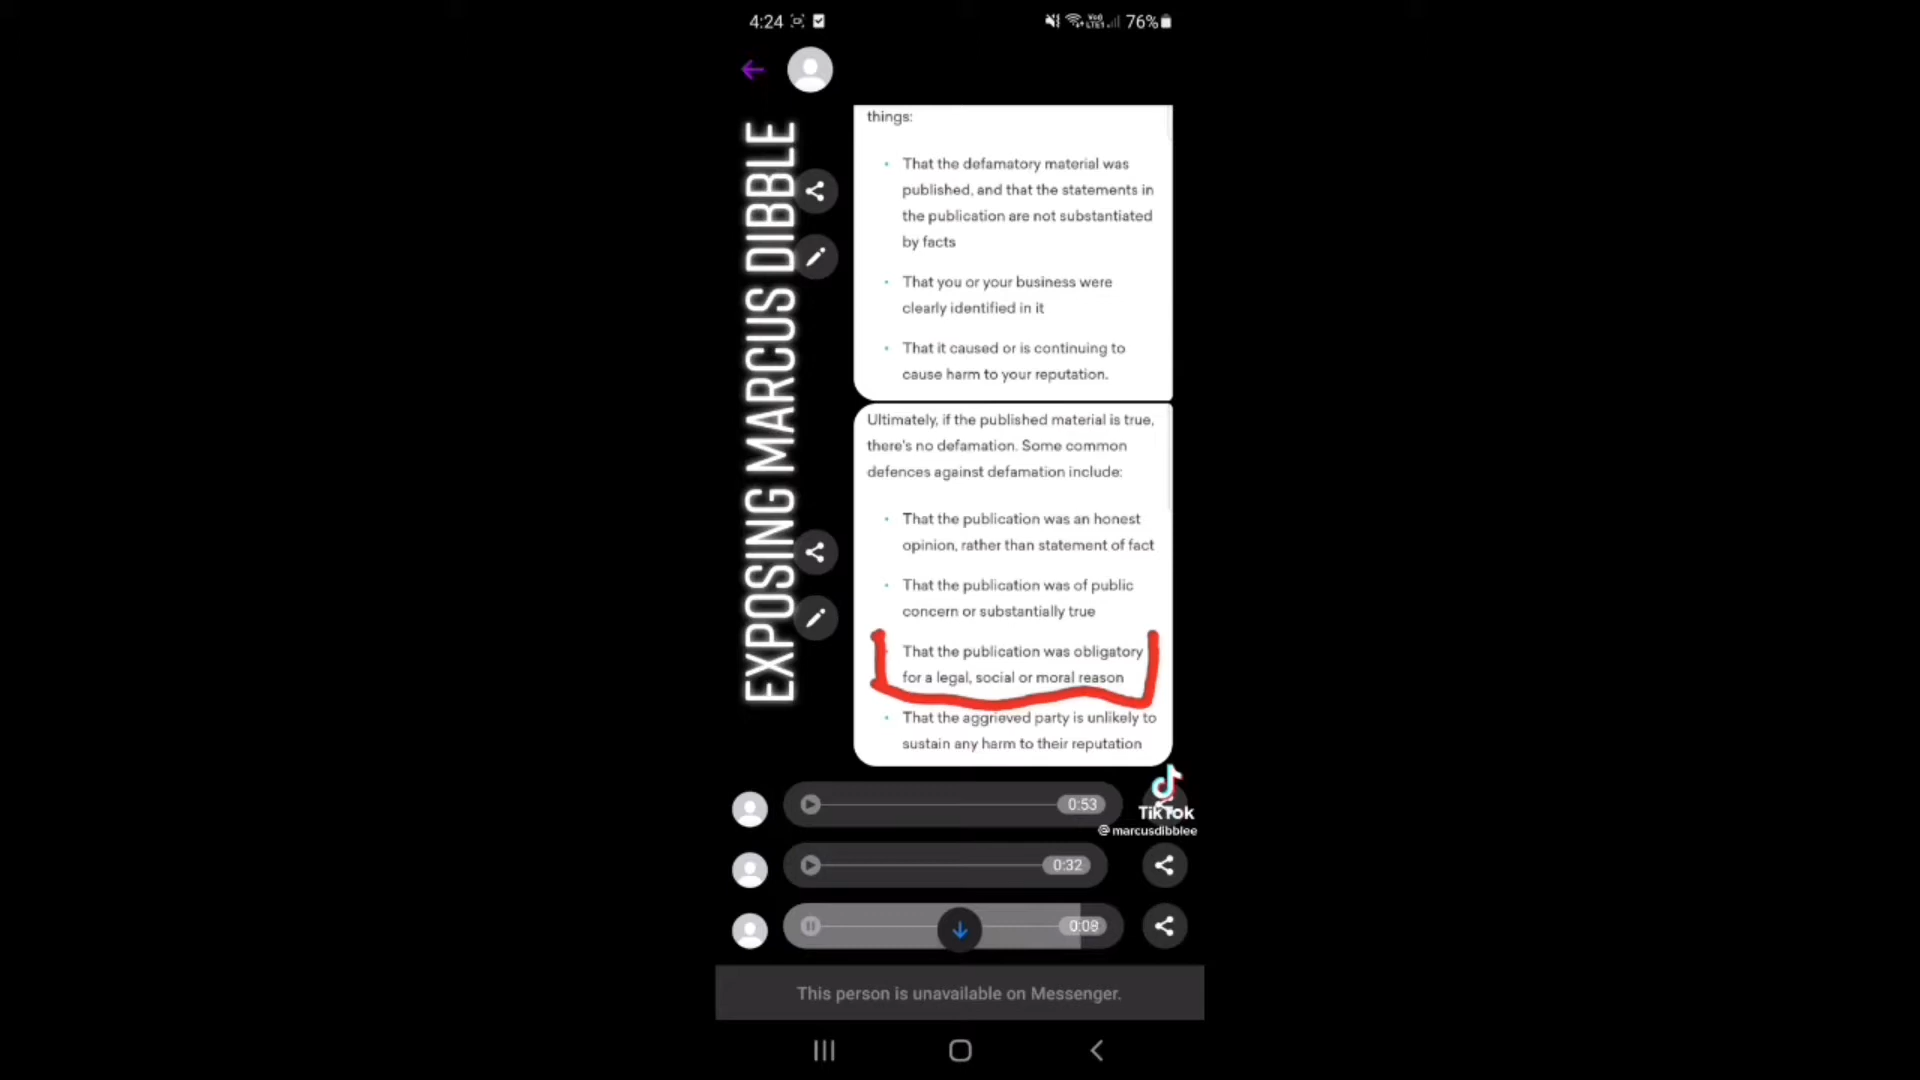 4:24
Vo)
LTE1
76%
EXPOSING MARCUS DIBBLE
things:
• That the defamatory material was
published, and that the statements in
the publication are not substantiated
by facts
• That you or your business were
clearly identified in it
• That it caused or is continuing to
cause harm to your reputation.
Ultimately, if the published material is true,
there's no defamation. Some common
defences against defamation include:
• That the publication was an honest
opinion, rather than statement of fact
• That the publication was of public
concern or substantially true
That the publication was obligatory
for a legal, social or moral reason
• That the aggrieved party is unlikely to
sustain any harm to their reputation
0:53
TikTok
@marcusdibblee
0:32
0:08
This person is unavailable on Messenger.